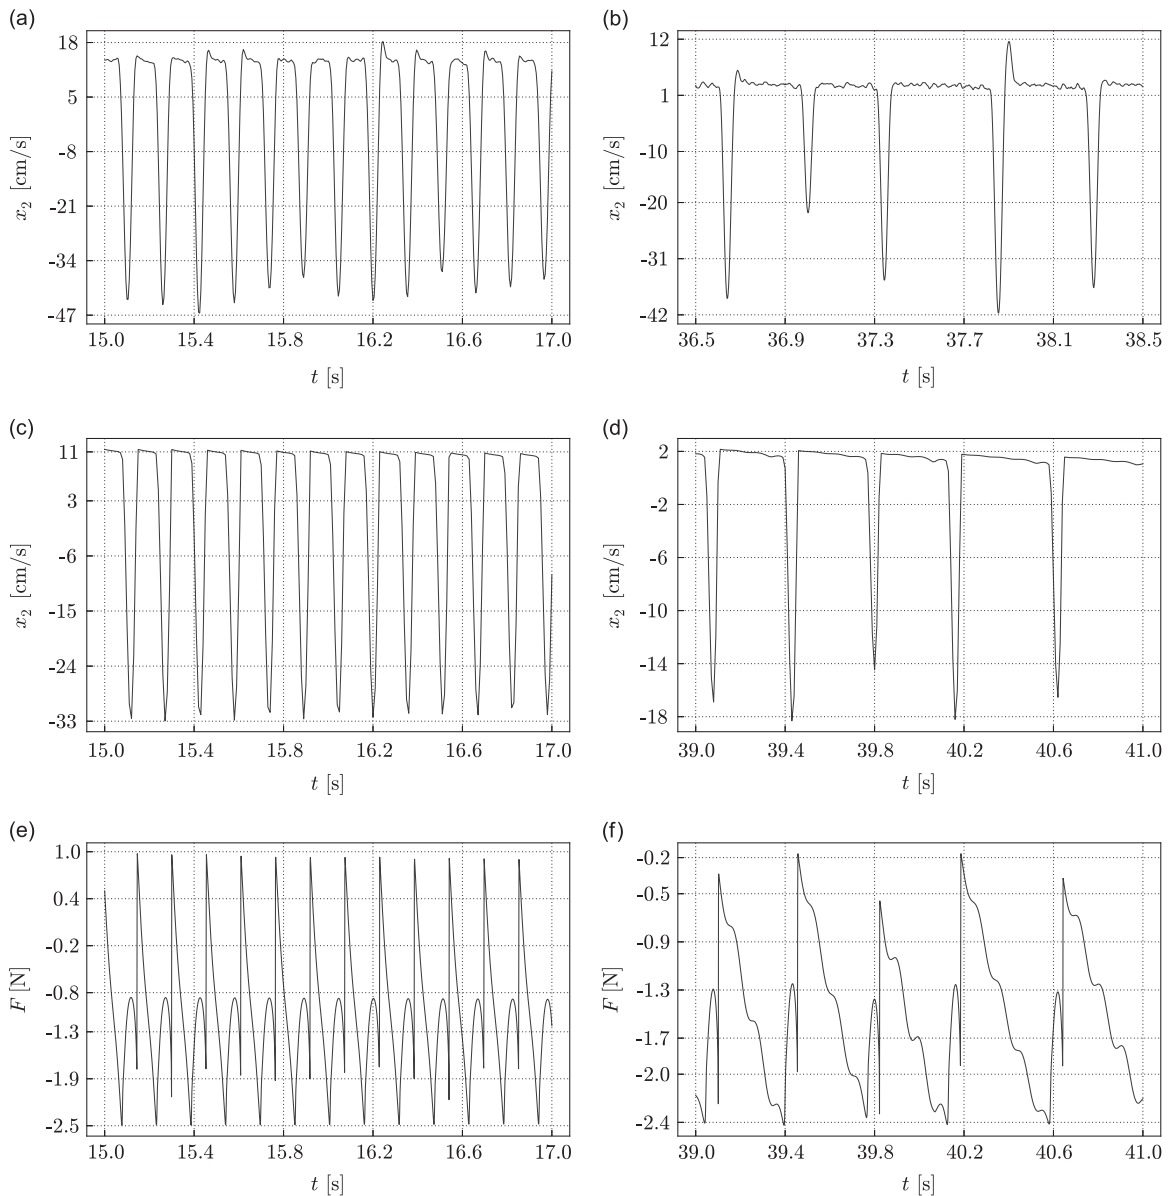 (a)
x₂ [cm/s]
18
5
-8
-21
-34
-47
15.0 15.4 15.8 16.2 16.6 17.0
t [s]
(b)
x₂ [cm/s]
12
1
-10
-20
-31
-42
36.5 36.9 37.3 37.7 38.1 38.5
t [s]
(c)
x₂ [cm/s]
11
3
-6
-15
-24
-33
15.0 15.4 15.8 16.2 16.6 17.0
t [s]
(d)
x₂ [cm/s]
2
-2
-6
-10
-14
-18
39.0 39.4 39.8 40.2 40.6 41.0
t [s]
(e)
F [N]
1.0
0.4
-0.2
-0.8
-1.3
-1.9
-2.5
15.0 15.4 15.8 16.2 16.6 17.0
t [s]
(f)
F [N]
-0.2
-0.5
-0.9
-1.3
-1.7
-2.0
-2.4
39.0 39.4 39.8 40.2 40.6 41.0
t [s]